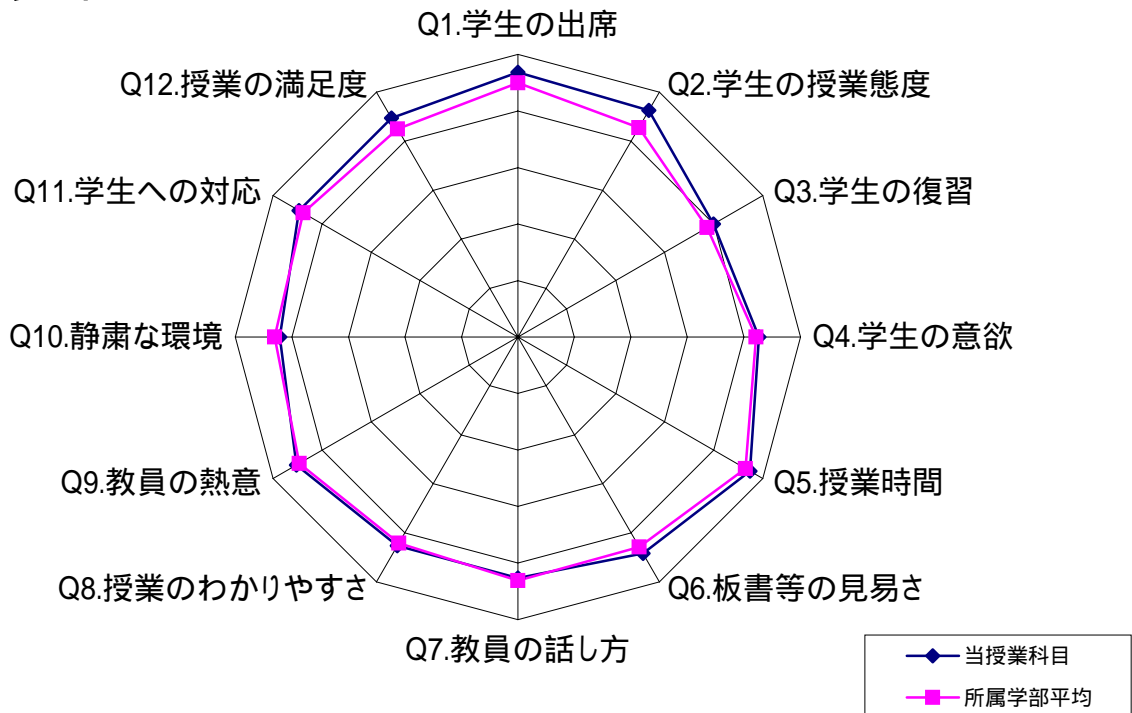 Q1.学生の出席
Q2.学生の授業態度
Q3.学生の復習
Q4.学生の意欲
Q5.授業時間
Q6.板書等の見易さ
Q7.教員の話し方
Q8.授業のわかりやすさ
Q9.教員の熱意
Q10.静粛な環境
Q11.学生への対応
Q12.授業の満足度
当授業科目
所属学部平均